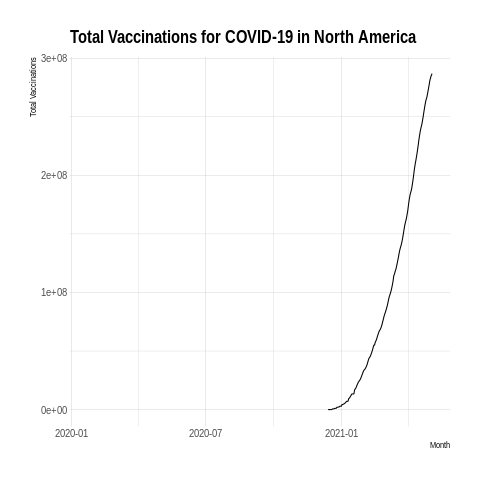 Total Vaccinations for COVID-19 in North America
Total Vaccinations
3e+08
2e+08
1e+08
0e+00
2020-01
2020-07
2021-01
Month